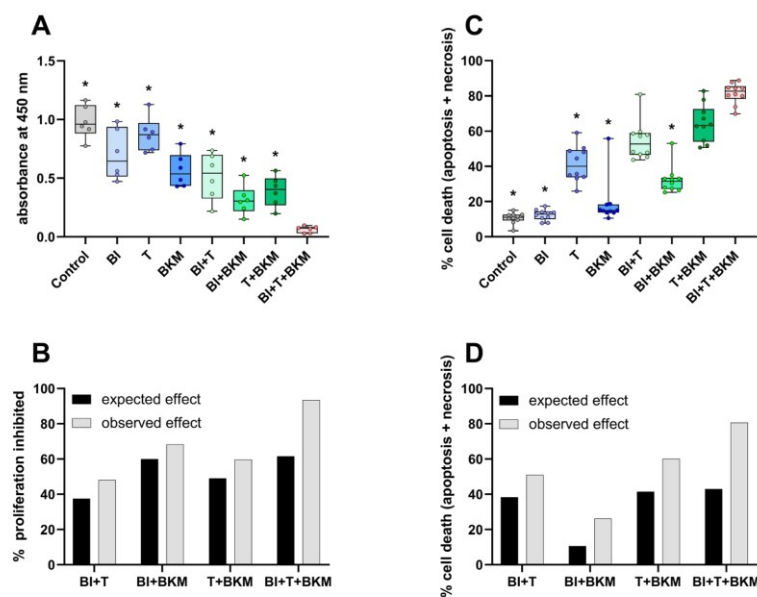 A
absorbance at 450 nm
1.5
1.0
0.5
0.0
* * * * * * *
Control
BI
T
BKM
BI+T
BI+BKM
T+BKM
BI+T+BKM
C
% cell death (apoptosis + necrosis)
100
80
60
40
20
0
* * * * *
Control
BI
T
BKM
BI+T
BI+BKM
T+BKM
BI+T+BKM
B
% proliferation inhibited
100
80
60
40
20
0
expected effect
observed effect
BI+T
BI+BKM
T+BKM
BI+T+BKM
D
% cell death (apoptosis + necrosis)
100
80
60
40
20
0
expected effect
observed effect
BI+T
BI+BKM
T+BKM
BI+T+BKM